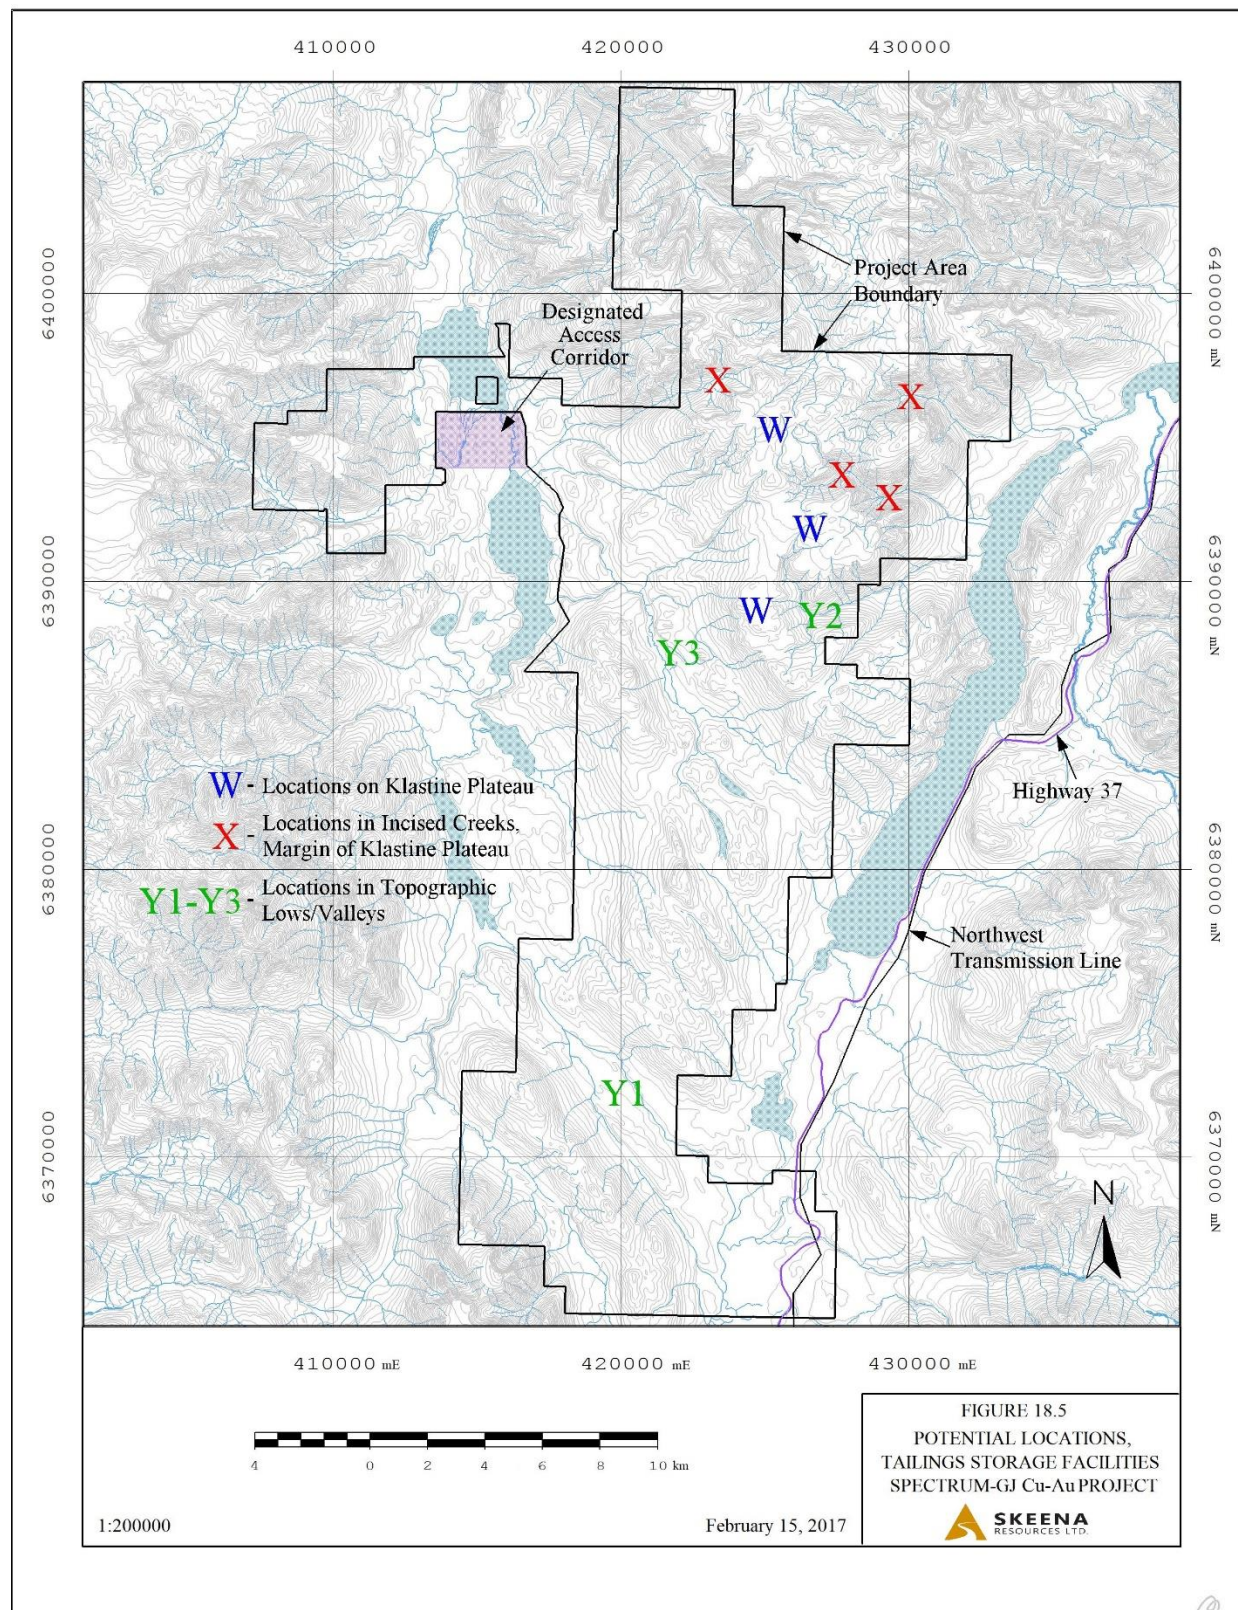 410000
420000
430000
6400000
6400000 mN
Project Area
Boundary
Designated
Access
Corridor
X
X
W
X
X
W
6390000
6390000 mN
W
Y2
Y3
W - Locations on Klastine Plateau
Highway 37
X - Locations in Incised Creeks,
Margin of Klastine Plateau
6380000
6380000 mN
Y1-Y3 - Locations in Topographic
Lows/Valleys
Northwest
Transmission Line
Y1
6370000
6370000 mN
N
410000 mE
420000 mE
430000 mE
4 0 2 4 6 8 10 km
1:200000
February 15, 2017
FIGURE 18.5
POTENTIAL LOCATIONS,
TAILINGS STORAGE FACILITIES
SPECTRUM-GJ Cu-Au PROJECT
SKEENA
RESOURCES LTD.